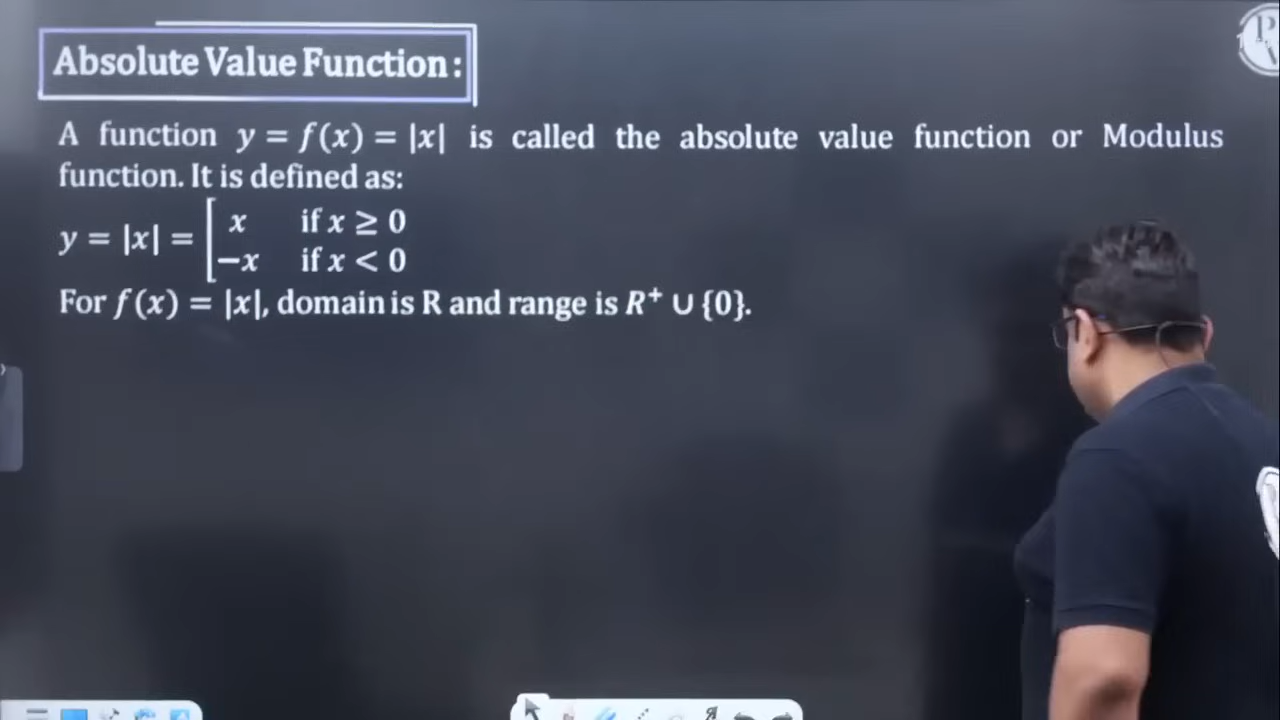 Absolute Value Function:
A function y = f(x) = |x| is called the absolute value function or Modulus
function. It is defined as:
y = |x| = [ x if x ≥ 0
−x if x < 0
For f(x) = |x|, domain is R and range is R⁺ ∪ {0}.